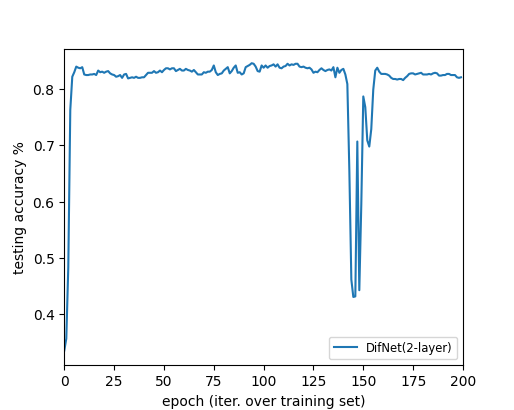 0.8
0.7
0.6
0.5
0.4
testing accuracy %
DifNet(2-layer)
0 25 50 75 100 125 150 175 200
epoch (iter. over training set)